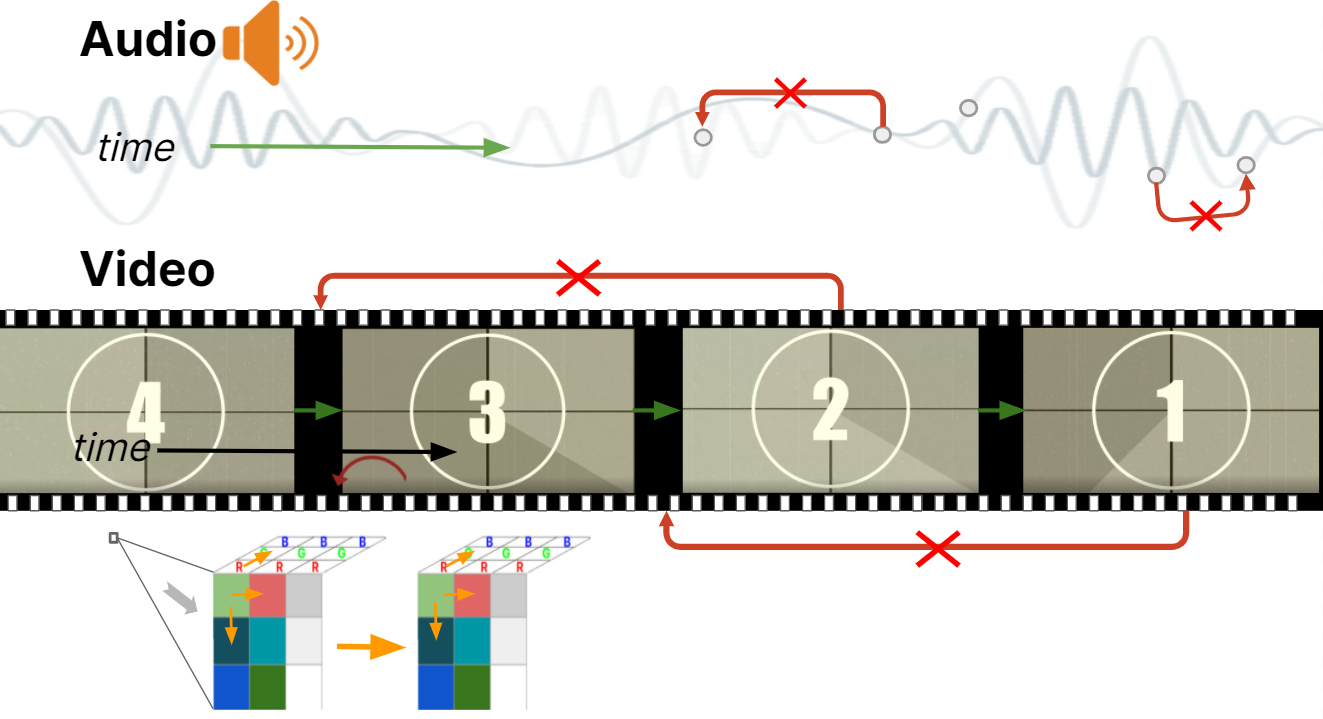 Audio
time
Video
4 3 2 1
time
B B B B B B
G G G G G G
R R R R R R